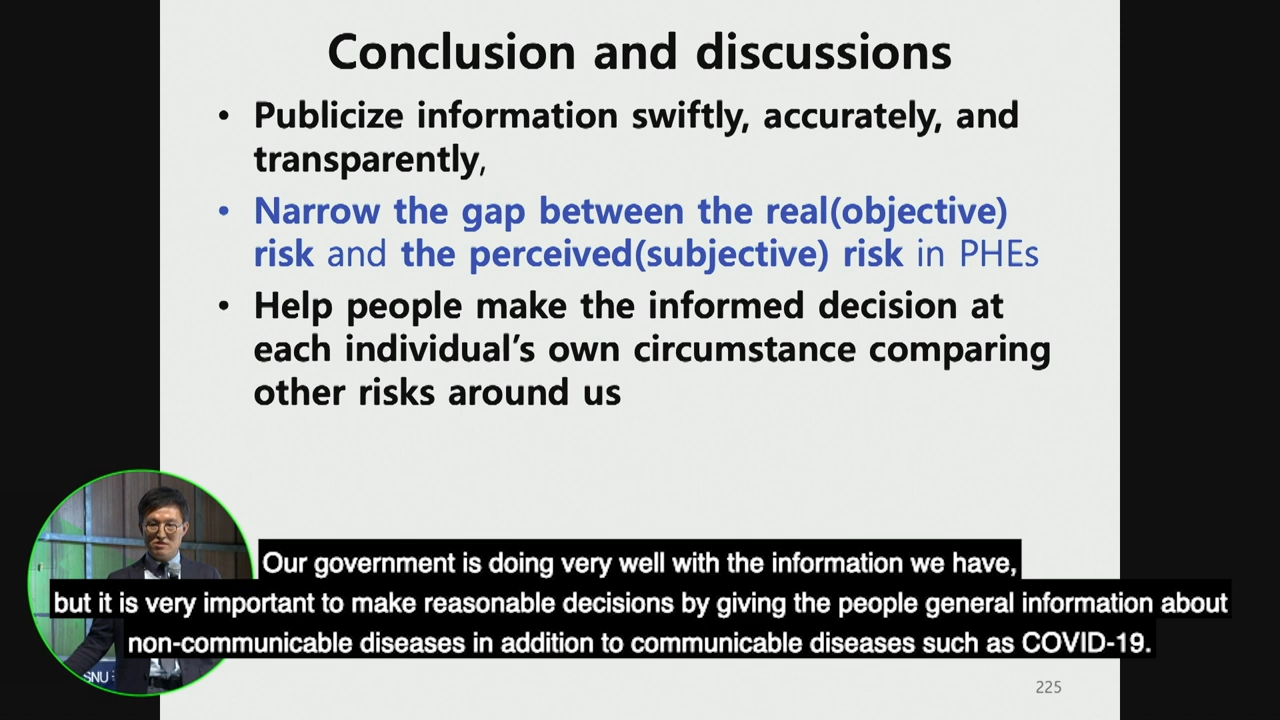 Conclusion and discussions
• Publicize information swiftly, accurately, and
transparently,
• Narrow the gap between the real(objective)
risk and the perceived(subjective) risk in PHEs
• Help people make the informed decision at
each individual's own circumstance comparing
other risks around us
Our government is doing very well with the information we have,
but it is very important to make reasonable decisions by giving the people general information about
non-communicable diseases in addition to communicable diseases such as COVID-19.
SNU
225